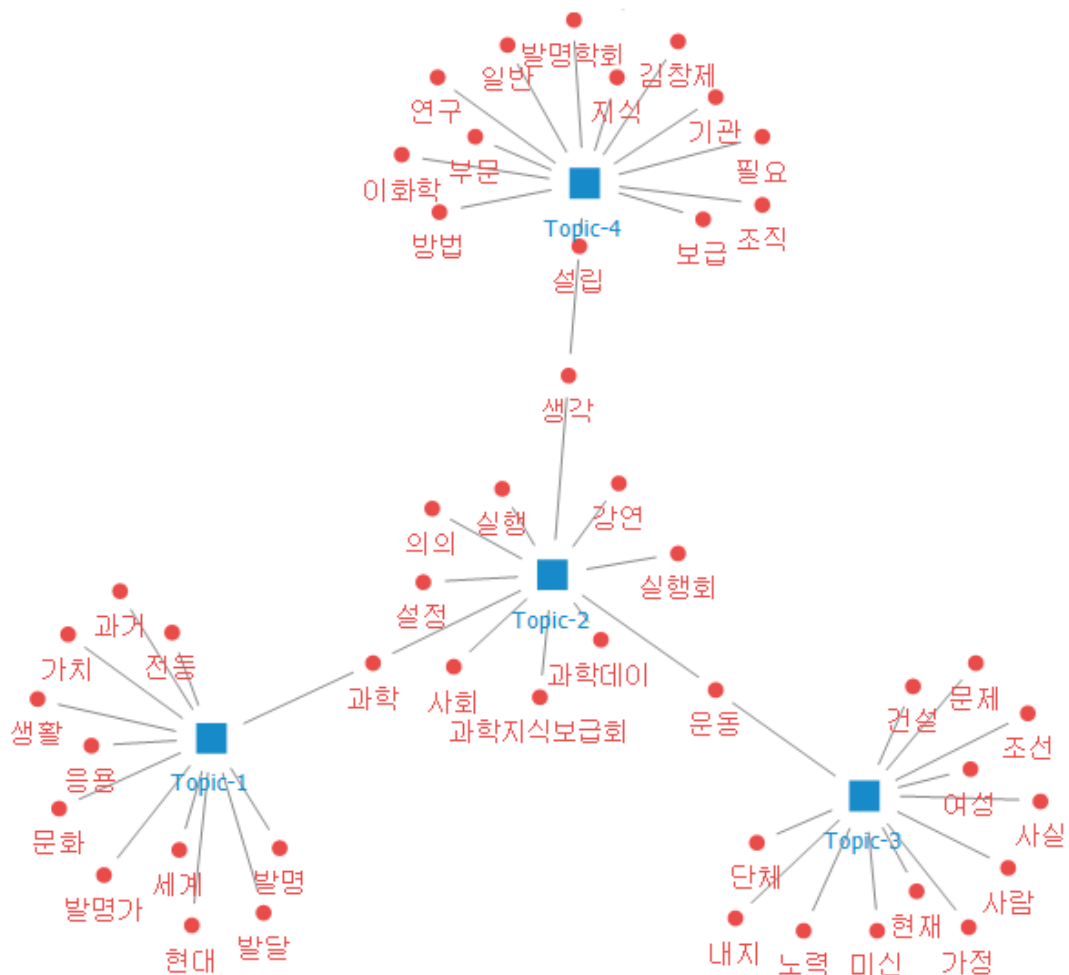 발명학회
일반
김창제
연구
지식
기관
부문
필요
이화학
방법
Topic-4
보급
조직
설립
생각
실행
강연
의의
실행회
설정
Topic-2
과학데이
과학
사회
과학지식보급회
운동
과거
전등
가치
생활
응용
Topic-1
문화
세계
발명
발명가
현대
발달
건설
문제
조선
여성
사실
Topic-3
단체
사람
현재
내지
노력
미신
가정